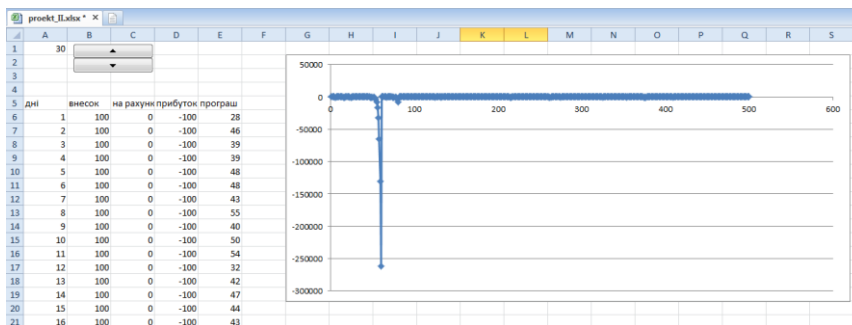 proekt_II.xlsx *
A B C D E F G H I J K L M N O P Q R S
1 30
2
3
4
5 дні внесок на рахунк прибуток програш
6 1 100 0 -100 28
7 2 100 0 -100 46
8 3 100 0 -100 39
9 4 100 0 -100 39
10 5 100 0 -100 48
11 6 100 0 -100 48
12 7 100 0 -100 43
13 8 100 0 -100 55
14 9 100 0 -100 40
15 10 100 0 -100 50
16 11 100 0 -100 54
17 12 100 0 -100 32
18 13 100 0 -100 42
19 14 100 0 -100 47
20 15 100 0 -100 44
21 16 100 0 -100 43
50000
0
0 100 200 300 400 500 600
-50000
-100000
-150000
-200000
-250000
-300000